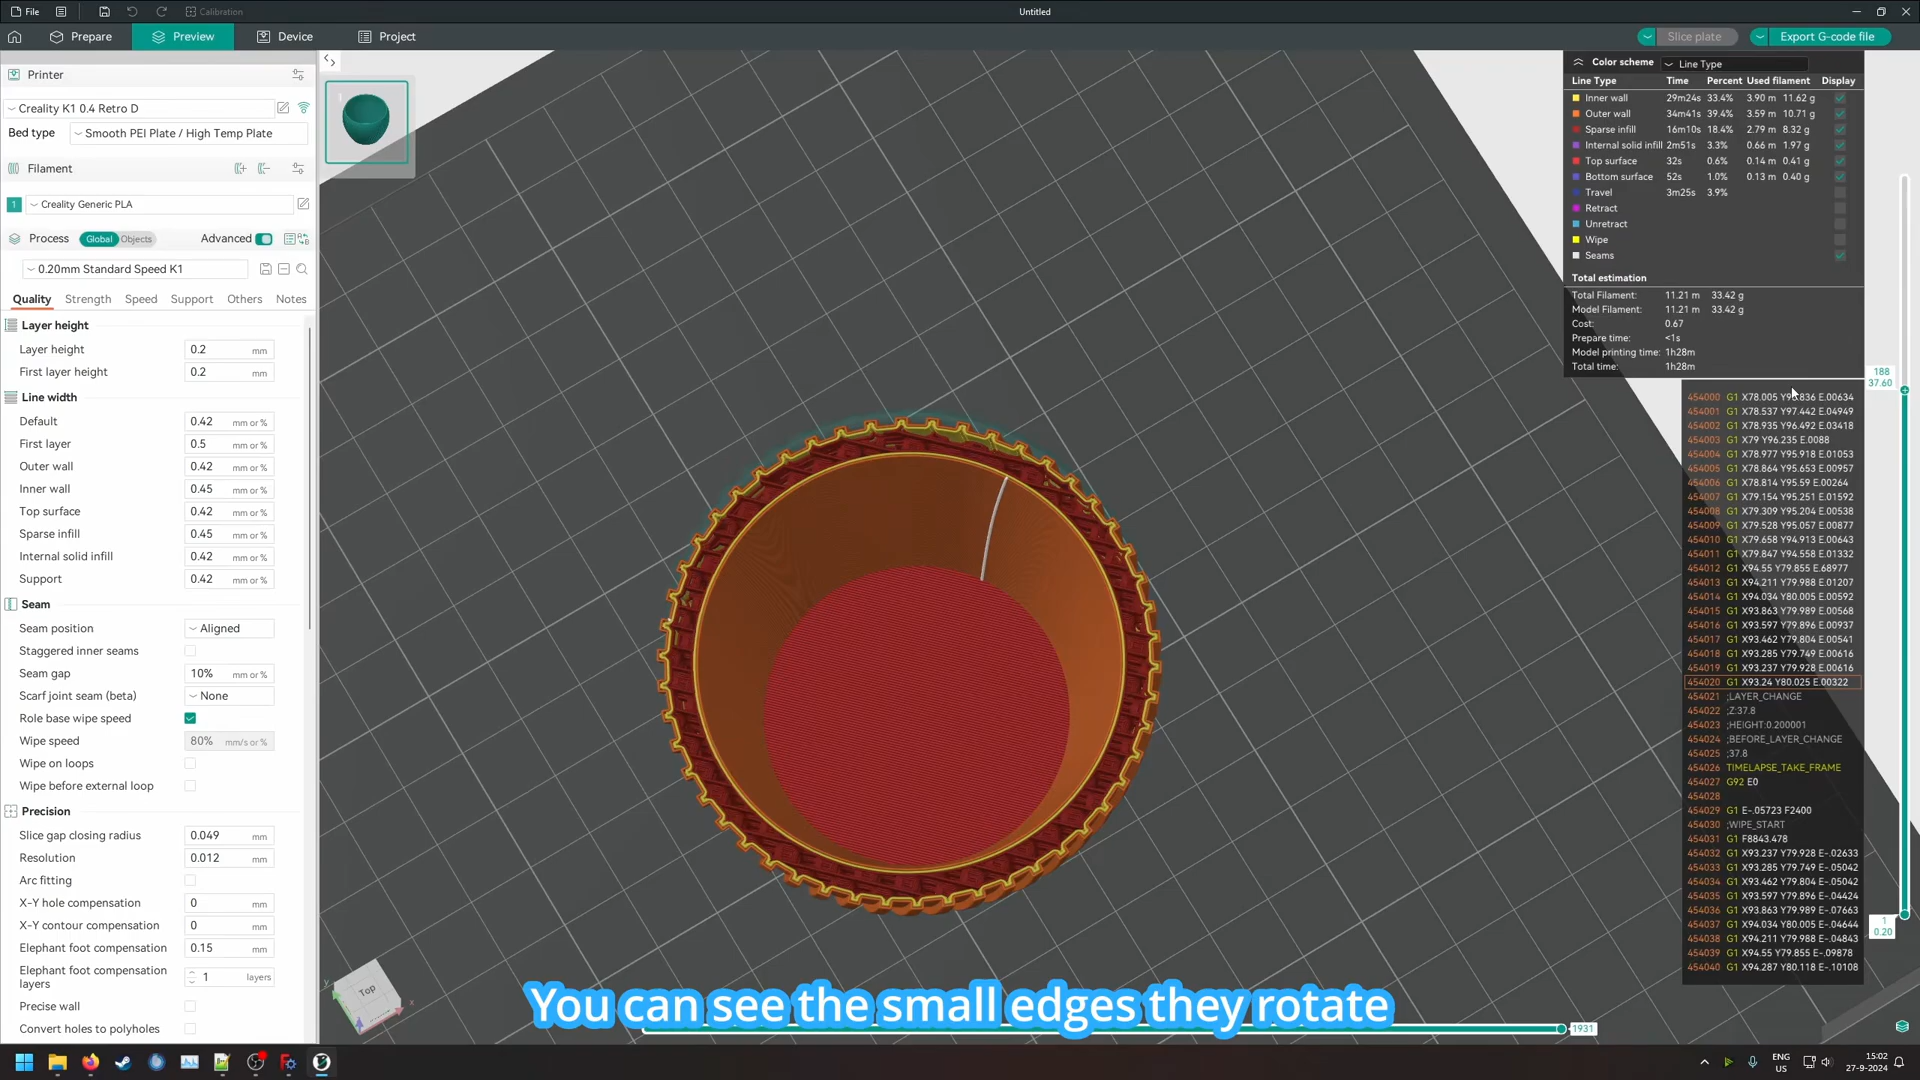 File
Calibration
Untitled
Prepare
Preview
Device
Project
Slice plate
Export G-code file
Printer
Creality K1 0.4 Retro D
Bed type
Smooth PEI Plate / High Temp Plate
Filament
1
Creality Generic PLA
Process
Global
Objects
Advanced
0.20mm Standard Speed K1
Quality
Strength
Speed
Support
Others
Notes
Layer height
Layer height 0.2 mm
First layer height 0.2 mm
Line width
Default 0.42 mm or %
First layer 0.5 mm or %
Outer wall 0.42 mm or %
Inner wall 0.45 mm or %
Top surface 0.42 mm or %
Sparse infill 0.45 mm or %
Internal solid infill 0.42 mm or %
Support 0.42 mm or %
Seam
Seam position Aligned
Staggered inner seams
Seam gap 10% mm or %
Scarf joint seam (beta) None
Role base wipe speed
Wipe speed 80% mm/s or %
Wipe on loops
Wipe before external loop
Precision
Slice gap closing radius 0.049 mm
Resolution 0.012 mm
Arc fitting
X-Y hole compensation 0 mm
X-Y contour compensation 0 mm
Elephant foot compensation 0.15 mm
Elephant foot compensation layers 1 layers
Precise wall
Convert holes to polyholes
Top
Color scheme Line Type
Line Type Time Percent Used filament Display
Inner wall 29m24s 33.4% 3.90 m 11.62 g
Outer wall 34m41s 39.4% 3.59 m 10.71 g
Sparse infill 16m10s 18.4% 2.79 m 8.32 g
Internal solid infill 2m51s 3.3% 0.66 m 1.97 g
Top surface 32s 0.6% 0.14 m 0.41 g
Bottom surface 52s 1.0% 0.13 m 0.40 g
Travel 3m25s 3.9%
Retract
Unretract
Wipe
Seams
Total estimation
Total Filament: 11.21 m 33.42 g
Model Filament: 11.21 m 33.42 g
Cost: 0.67
Prepare time: <1s
Model printing time: 1h28m
Total time: 1h28m
188
37.60
454000 G1 X78.005 E.00634
454001 G1 X78.537 Y97.442 E.04949
454002 G1 X78.935 Y96.492 E.03418
454003 G1 X79 Y96.235 E.0088
454004 G1 X78.977 Y95.918 E.01053
454005 G1 X78.864 Y95.653 E.00957
454006 G1 X78.814 Y95.59 E.00264
454007 G1 X79.154 Y95.251 E.01592
454008 G1 X79.309 Y95.204 E.00538
454009 G1 X79.528 Y95.057 E.00877
454010 G1 X79.658 Y94.913 E.00643
454011 G1 X79.847 Y94.558 E.01332
454012 G1 X94.55 Y79.855 E.68977
454013 G1 X94.211 Y79.988 E.01207
454014 G1 X94.034 Y80.005 E.00592
454015 G1 X93.863 Y79.989 E.00568
454016 G1 X93.597 Y79.896 E.00937
454017 G1 X93.462 Y79.804 E.00541
454018 G1 X93.285 Y79.749 E.00616
454019 G1 X93.237 Y79.928 E.00616
454020 G1 X93.24 Y80.025 E.00322
454021 ;LAYER_CHANGE
454022 ;Z:37.8
454023 ;HEIGHT:0.200001
454024 ;BEFORE_LAYER_CHANGE
454025 ;37.8
454026 TIMELAPSE_TAKE_FRAME
454027 G92 E0
454028
454029 G1 E-.05723 F2400
454030 ;WIPE_START
454031 G1 F8843.478
454032 G1 X93.237 Y79.928 E-.02633
454033 G1 X93.285 Y79.749 E-.05042
454034 G1 X93.462 Y79.804 E-.05042
454035 G1 X93.597 Y79.896 E-.04424
454036 G1 X93.863 Y79.989 E-.07663
454037 G1 X94.034 Y80.005 E-.04644
454038 G1 X94.211 Y79.988 E-.04843
454039 G1 X94.55 Y79.855 E-.09878
454040 G1 X94.287 Y80.118 E-.10108
1
0.20
You can see the small edges they rotate
1931
ENG
US
15:02
27-9-2024